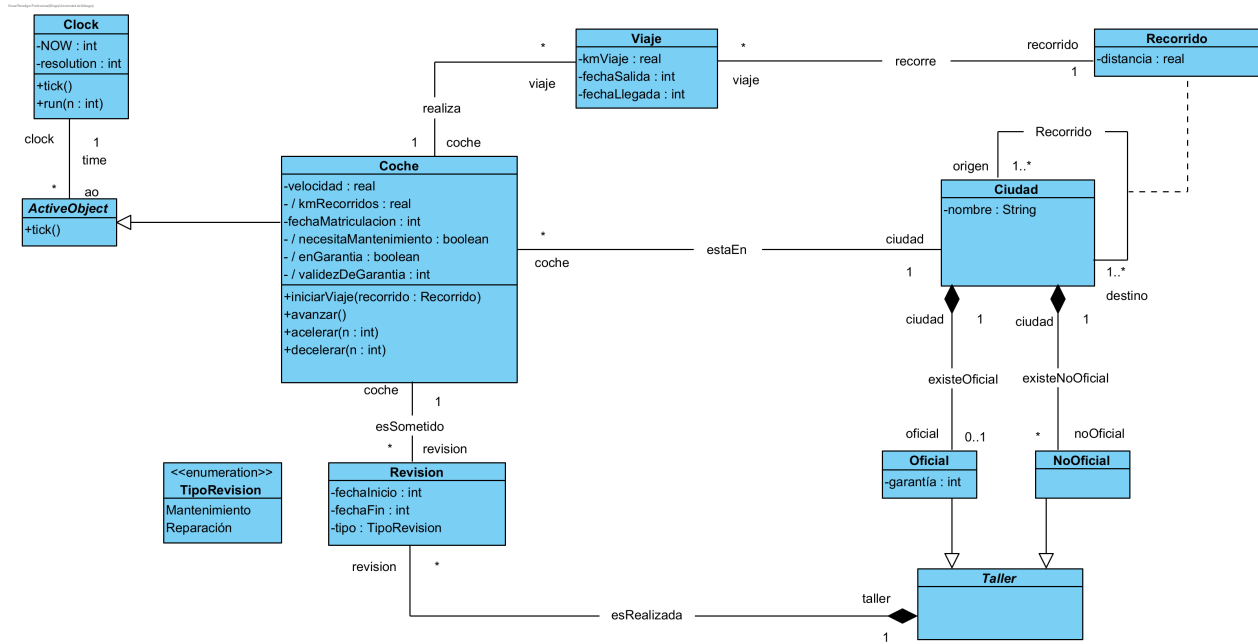 Clock
-NOW : int
-resolution : int
+tick()
+run(n : int)
clock
1
time
*
ao
ActiveObject
+tick()
*
viaje
realiza
1
coche
Viaje
-kmViaje : real
-fechaSalida : int
-fechaLlegada : int
*
viaje
recorre
recorrido
1
Recorrido
-distancia : real
Coche
-velocidad : real
- / kmRecorridos : real
-fechaMatriculacion : int
- / necesitaMantenimiento : boolean
- / enGarantia : boolean
- / validezDeGarantia : int
+iniciarViaje(recorrido : Recorrido)
+avanzar()
+acelerar(n : int)
+decelerar(n : int)
*
coche
estaEn
ciudad
1
Recorrido
origen
1..*
Ciudad
-nombre : String
1..*
destino
ciudad
1
ciudad
1
existeOficial
existeNoOficial
oficial
0..1
*
noOficial
Oficial
-garantía : int
NoOficial
coche
1
esSometido
*
revision
<<enumeration>>
TipoRevision
Mantenimiento
Reparación
Revision
-fechaInicio : int
-fechaFin : int
-tipo : TipoRevision
revision
*
esRealizada
taller
1
Taller